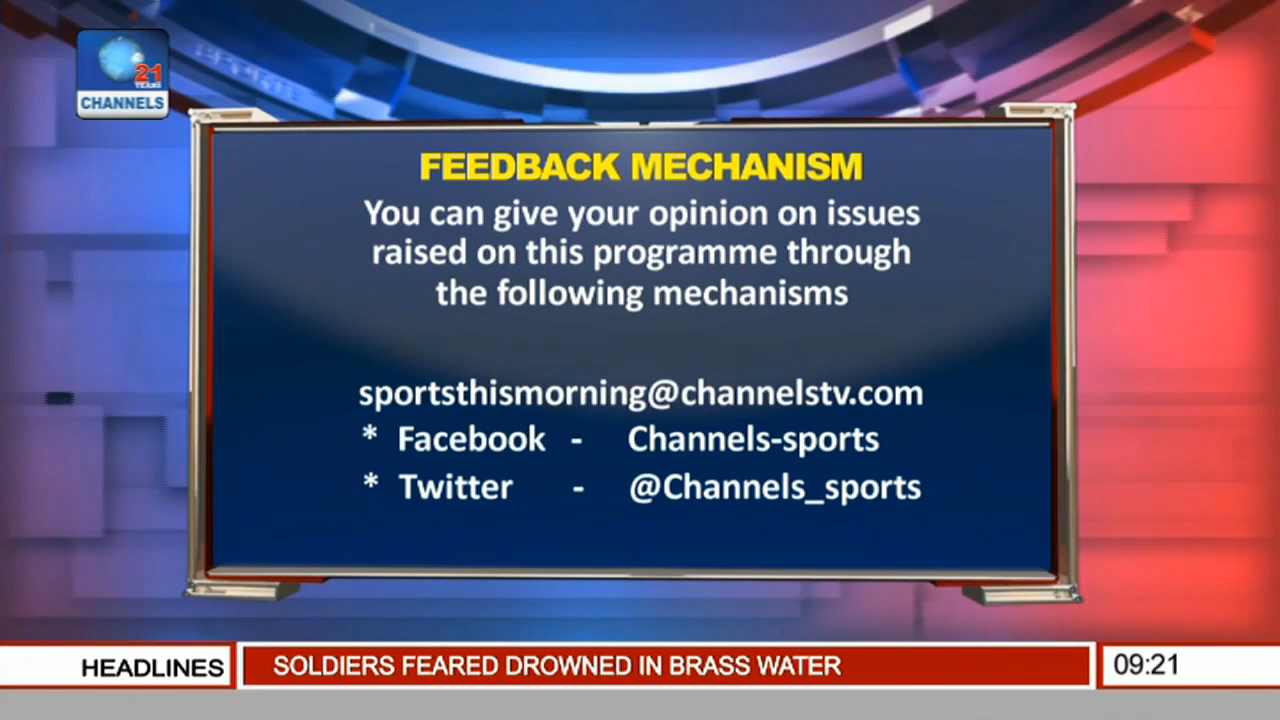 21
YEARS
CHANNELS
FEEDBACK MECHANISM
You can give your opinion on issues
raised on this programme through
the following mechanisms
sportsthismorning@channelstv.com
* Facebook - Channels-sports
* Twitter - @Channels_sports
HEADLINES
SOLDIERS FEARED DROWNED IN BRASS WATER
09:21